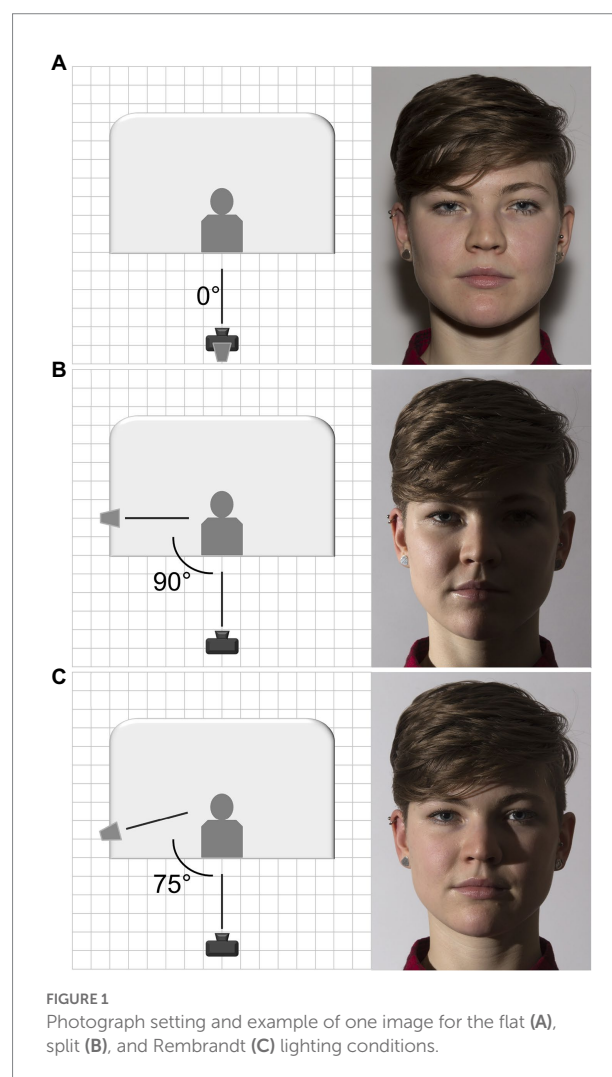 A
0°
B
90°
C
75°
FIGURE 1
Photograph setting and example of one image for the flat (A),
split (B), and Rembrandt (C) lighting conditions.